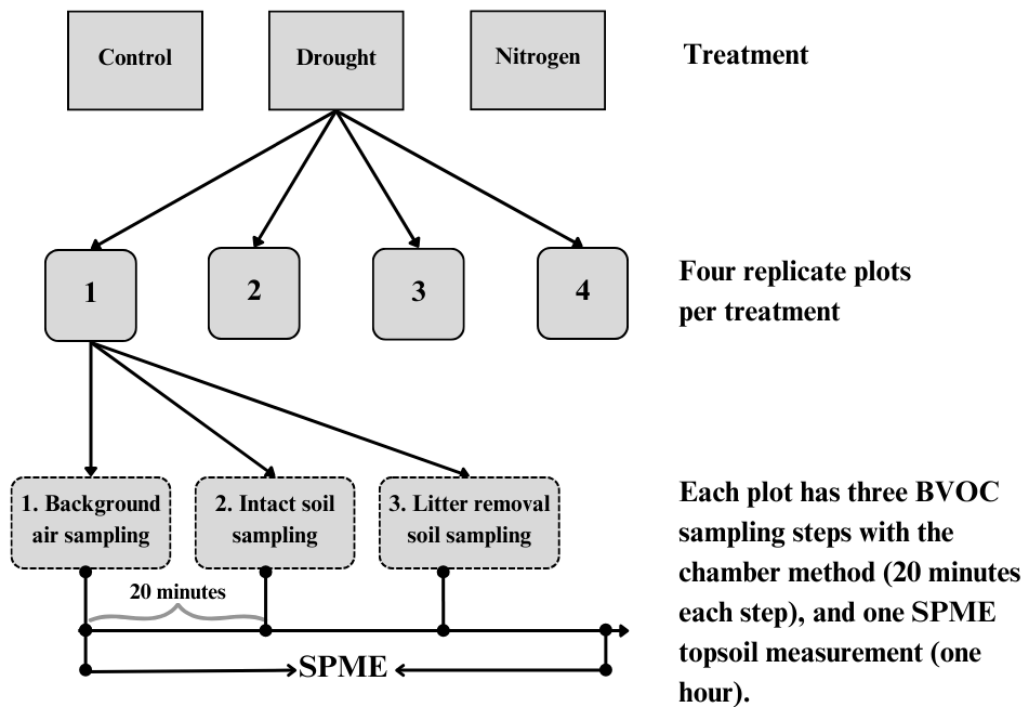 Control
Drought
Nitrogen
Treatment
1
2
3
4
Four replicate plots
per treatment
1. Background
air sampling
2. Intact soil
sampling
3. Litter removal
soil sampling
Each plot has three BVOC
sampling steps with the
chamber method (20 minutes
each step), and one SPME
topsoil measurement (one
hour).
20 minutes
SPME